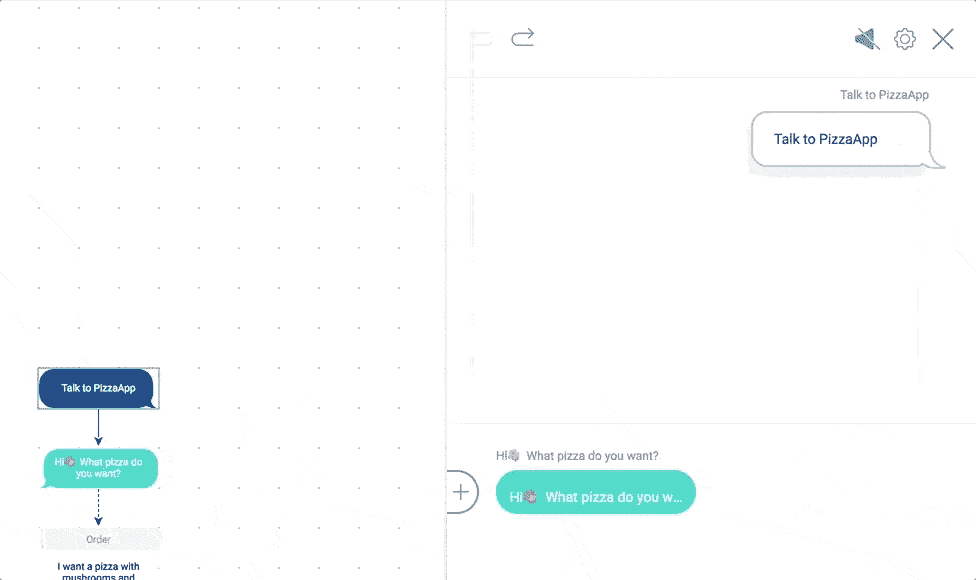 Talk to PizzaApp
Talk to PizzaApp
Talk to PizzaApp
Hi👋 What pizza do
you want?
Order
I want a pizza with
mushrooms and
Hi👋 What pizza do you want?
Hi👋 What pizza do you w...